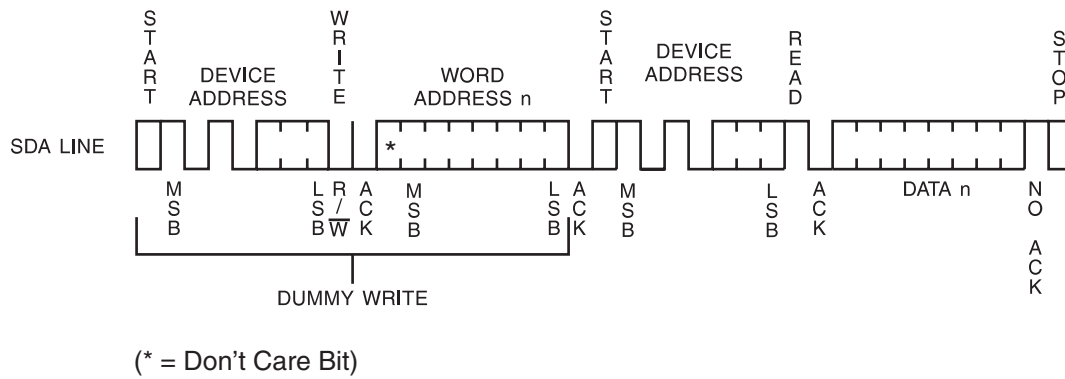 START
DEVICE
ADDRESS
WRITE
WORD
ADDRESS n
START
DEVICE
ADDRESS
READ
STOP
SDA LINE
*
MSB
LSB
R/W
ACK
MSB
LSB
ACK
MSB
LSB
ACK
DATA n
NO ACK
DUMMY WRITE
(* = Don't Care Bit)